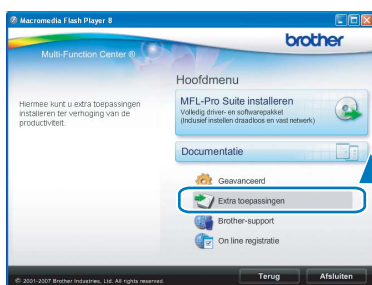 Macromedia Flash Player 8
brother
Multi-Function Center ®
Hoofdmenu
Hiermee kunt u extra toepassingen
installeren ter verhoging van de
productiviteit.
MFL-Pro Suite installeren
Volledig driver- en softwarepakket
(Inclusief instellen draadloos en vast netwerk)
Documentatie
Geavanceerd
Extra toepassingen
Brother-support
On line registratie
© 2001-2007 Brother Industries, Ltd. All rights reserved
Terug
Afsluiten